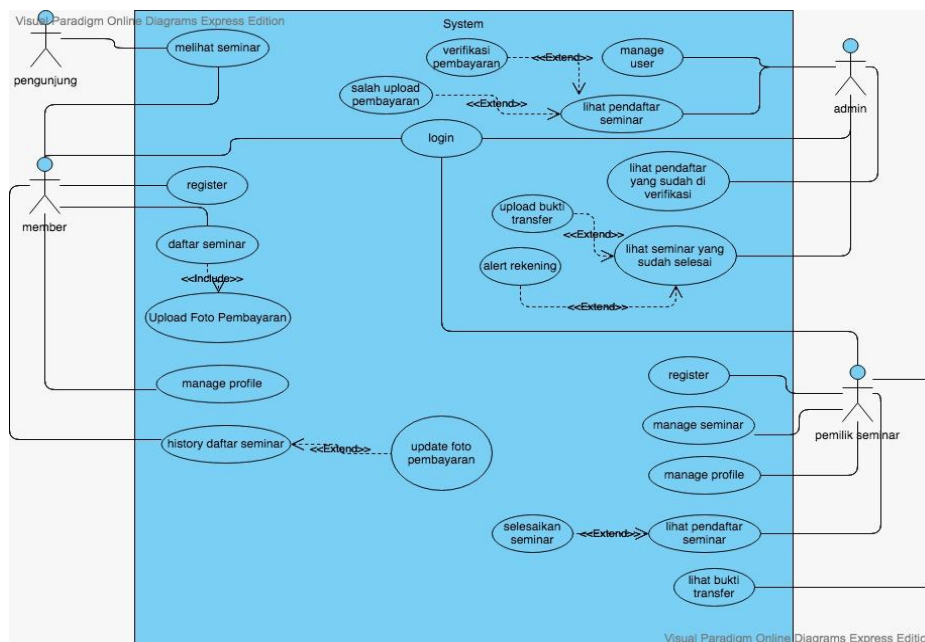 Visual Paradigm Online Diagrams Express Edition
System
pengunjung
melihat seminar
verifikasi
pembayaran
<<Extend>>
manage
user
admin
salah upload
pembayaran
<<Extend>>
lihat pendaftar
seminar
login
member
register
lihat pendaftar
yang sudah di
verifikasi
daftar seminar
upload bukti
transfer
<<Extend>>
lihat seminar yang
sudah selesai
alert rekening
<<Extend>>
<<Include>>
Upload Foto Pembayaran
manage profile
register
pemilik seminar
manage seminar
history daftar seminar
<<Extend>>
update foto
pembayaran
manage profile
selesaikan
seminar
<<Extend>>
lihat pendaftar
seminar
lihat bukti
transfer
Visual Paradigm Online Diagrams Express Edition